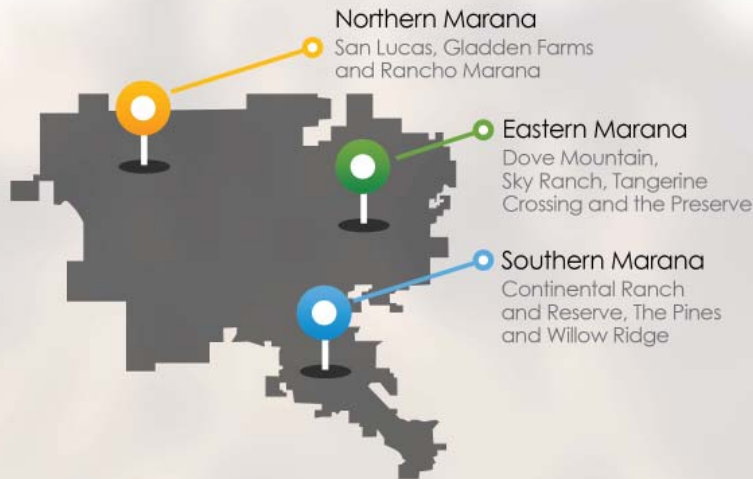 Northern Marana
San Lucas, Gladden Farms
and Rancho Marana
Eastern Marana
Dove Mountain,
Sky Ranch, Tangerine
Crossing and the Preserve
Southern Marana
Continental Ranch
and Reserve, The Pines
and Willow Ridge